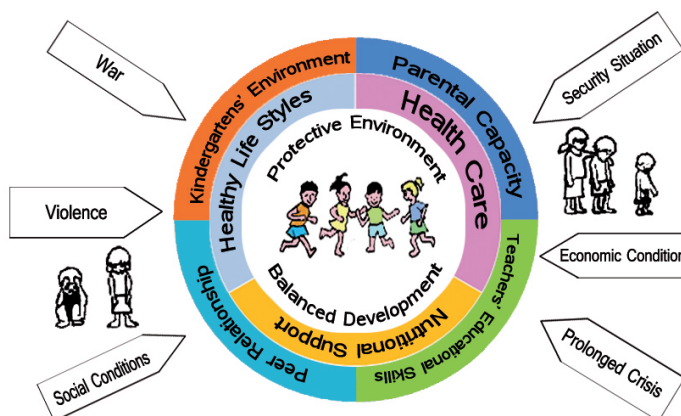 War
Violence
Social Conditions
Kindergartens' Environment
Parental Capacity
Teachers' Educational Skills
Peer Relationship
Healthy Life Styles
Health Care
Nutritional Support
Protective Environment
Balanced Development
Security Situation
Economic Condition
Prolonged Crisis